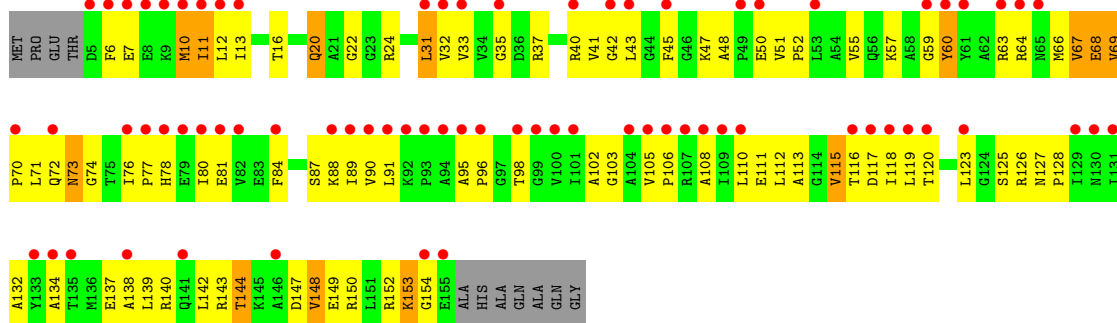 MET PRO GLU THR D5 F6 E7 E8 K9 M10 I11 L12 I13 T16 Q20 A21 G22 G23 R24 L31 V32 V33 V34 G35 D36 R37 R40 V41 G42 L43 G44 F45 G46 K47 A48 P49 E50 V51 P52 L53 A54 V55 Q56 K57 A58 G59 Y60 Y61 A62 R63 R64 N65 M66 V67 E68 V69
P70 L71 Q72 N73 G74 T75 I76 P77 H78 E79 I80 E81 V82 E83 F84 S87 K88 I89 V90 L91 K92 P93 A94 A95 P96 G97 T98 G99 V100 I101 A102 G103 A104 V105 P106 R107 A108 I109 L110 E111 L112 A113 G114 V115 T116 D117 I118 L119 T120 L123 G124 S125 R126 N127 P128 I129 N130 I131
A132 Y133 A134 T135 M136 E137 A138 L139 R140 Q141 L142 R143 T144 K145 A146 D147 V148 E149 R150 L151 R152 K153 G154 E155 ALA HIS ALA GLN ALA GLN GLY